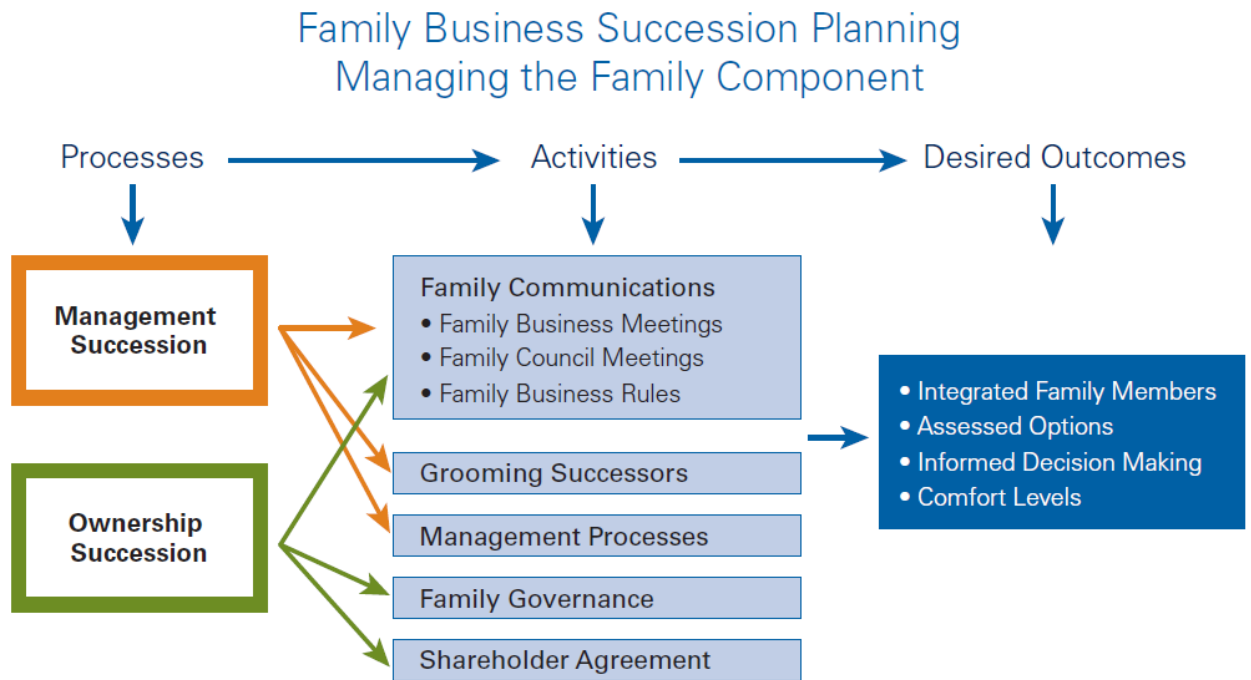 Family Business Succession Planning
Managing the Family Component
Processes
Activities
Desired Outcomes
Management
Succession
Ownership
Succession
Family Communications
• Family Business Meetings
• Family Council Meetings
• Family Business Rules
Grooming Successors
Management Processes
Family Governance
Shareholder Agreement
• Integrated Family Members
• Assessed Options
• Informed Decision Making
• Comfort Levels